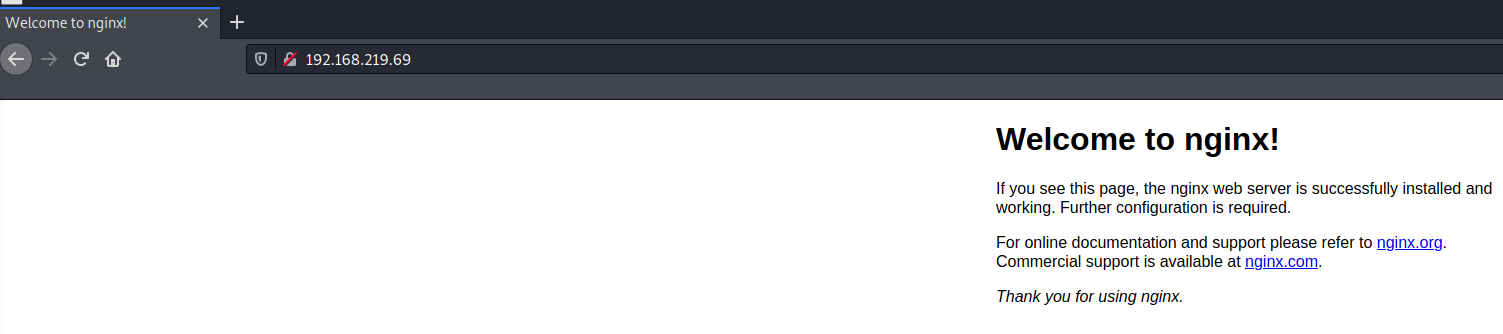 Welcome to nginx!
192.168.219.69
Welcome to nginx!
If you see this page, the nginx web server is successfully installed and
working. Further configuration is required.
For online documentation and support please refer to nginx.org.
Commercial support is available at nginx.com.
Thank you for using nginx.